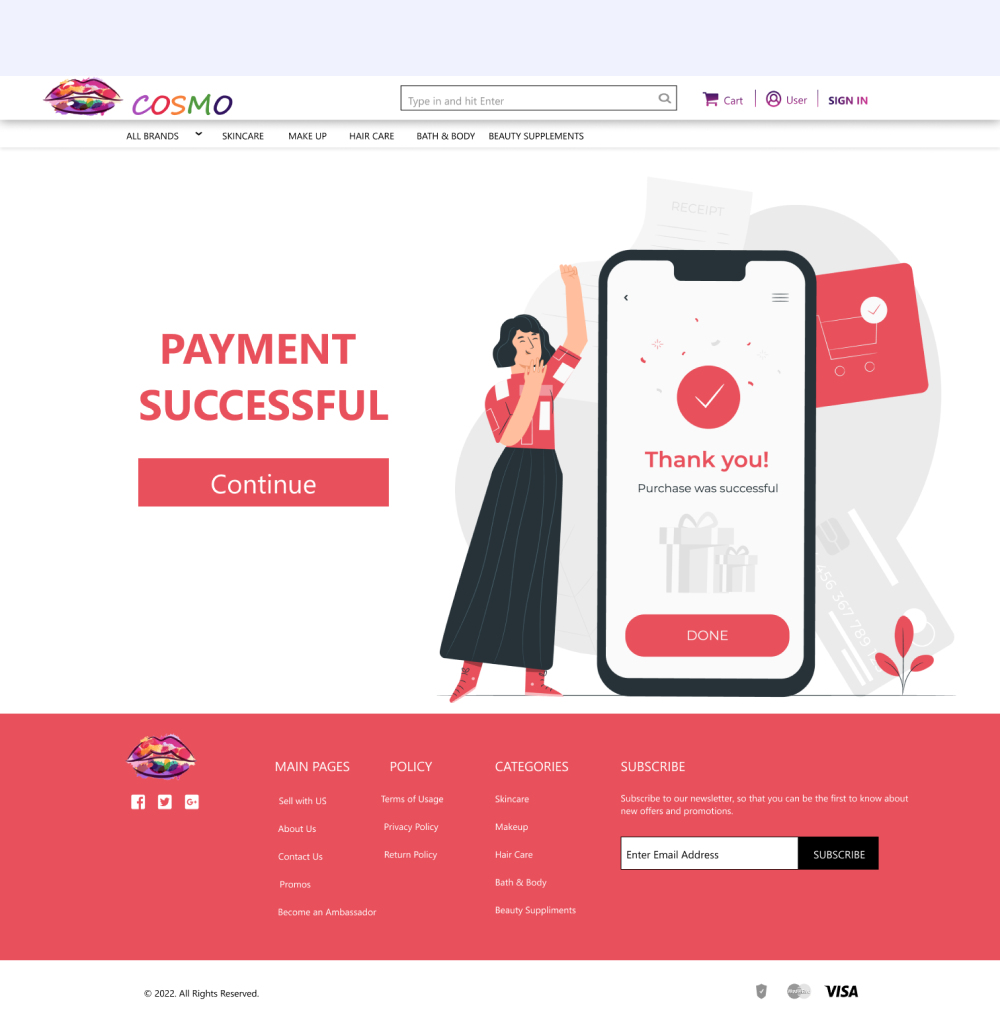 COSMO
Type in and hit Enter
Cart
User
SIGN IN
ALL BRANDS
SKINCARE
MAKE UP
HAIR CARE
BATH & BODY
BEAUTY SUPPLEMENTS
RECEIPT
PAYMENT
SUCCESSFUL
Continue
Thank you!
Purchase was successful
DONE
456 367 789
MAIN PAGES
Sell with US
About Us
Contact Us
Promos
Become an Ambassador
POLICY
Terms of Usage
Privacy Policy
Return Policy
CATEGORIES
Skincare
Makeup
Hair Care
Bath & Body
Beauty Suppliments
SUBSCRIBE
Subscribe to our newsletter, so that you can be the first to know about
new offers and promotions.
Enter Email Address
SUBSCRIBE
© 2022. All Rights Reserved.
VISA